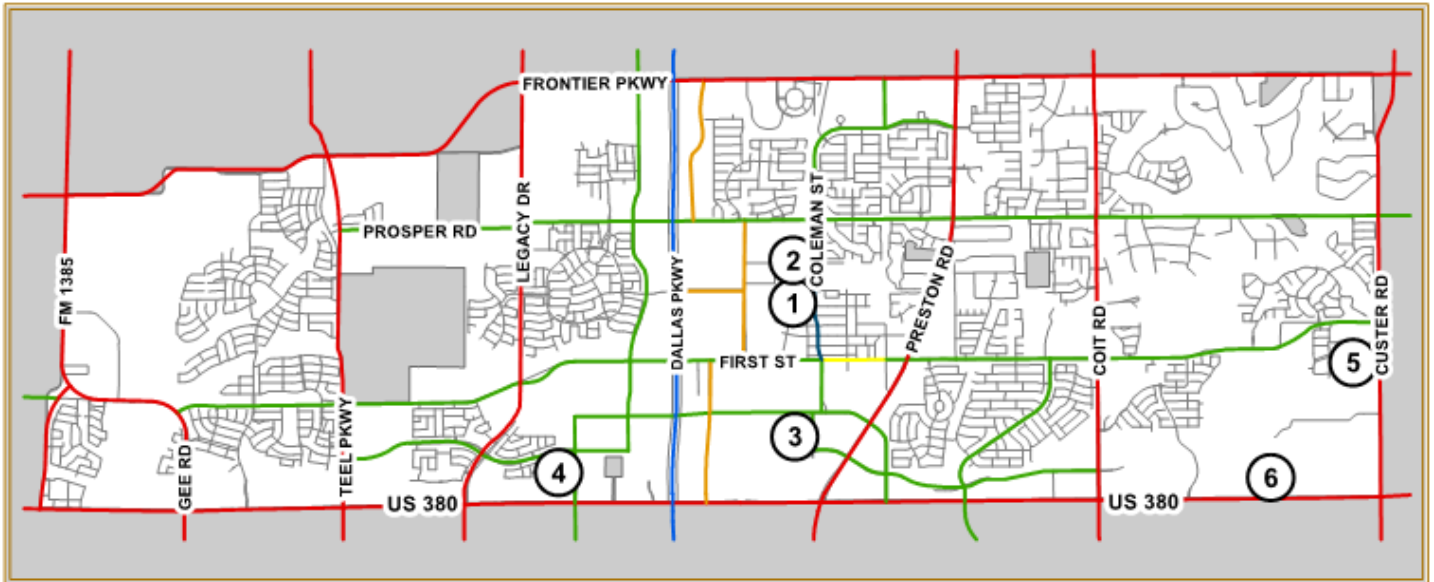 FRONTIER PKWY
COLEMAN ST
LEGACY DR
PROSPER RD
2
FM 1385
DALLAS PKWY
1
PRESTON RD
COIT RD
CUSTER RD
FIRST ST
5
3
TEEL PKWY
GEE RD
4
6
US 380
US 380